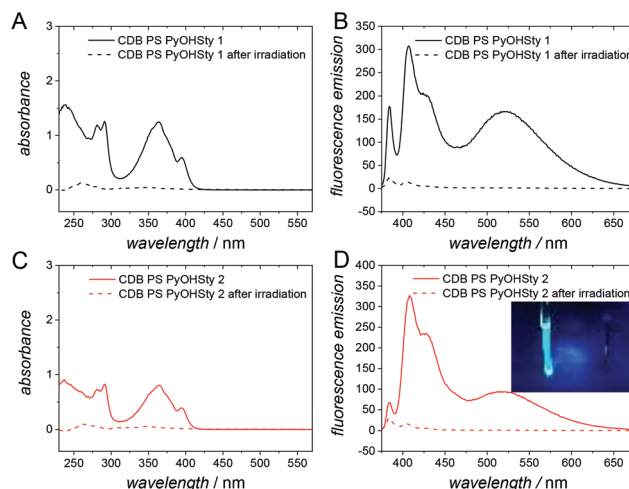 A
CDB PS PyOHSty 1
CDB PS PyOHSty 1 after irradiation
absorbance
3
2
1
0
250 300 350 400 450 500 550
wavelength / nm
B
CDB PS PyOHSty 1
CDB PS PyOHSty 1 after irradiation
fluorescence emission
400
350
300
250
200
150
100
50
0
-50
400 450 500 550 600 650
wavelength / nm
C
CDB PS PyOHSty 2
CDB PS PyOHSty 2 after irradiation
absorbance
3
2
1
0
250 300 350 400 450 500 550
wavelength / nm
D
CDB PS PyOHSty 2
CDB PS PyOHSty 2 after irradiation
fluorescence emission
400
350
300
250
200
150
100
50
0
-50
400 450 500 550 600 650
wavelength / nm